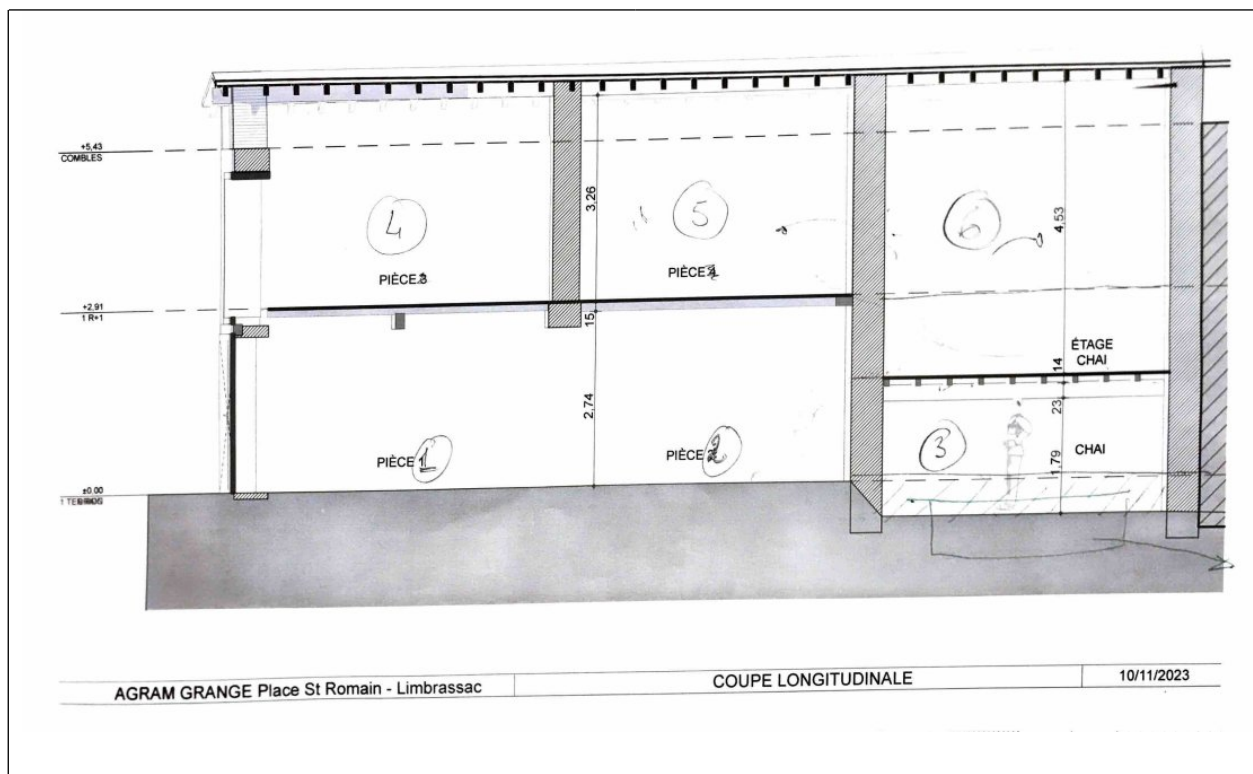 +5,43
COMBLES
4
3,26
5
6
4,53
PIÈCE
PIÈCE
+2,91
1 R+1
15
ÉTAGE
CHAI
14
2,74
23
PIÈCE 1
PIÈCE 2
3
CHAI
1,79
±0,00
AGRAM GRANGE Place St Romain - Limbrassac
COUPE LONGITUDINALE
10/11/2023